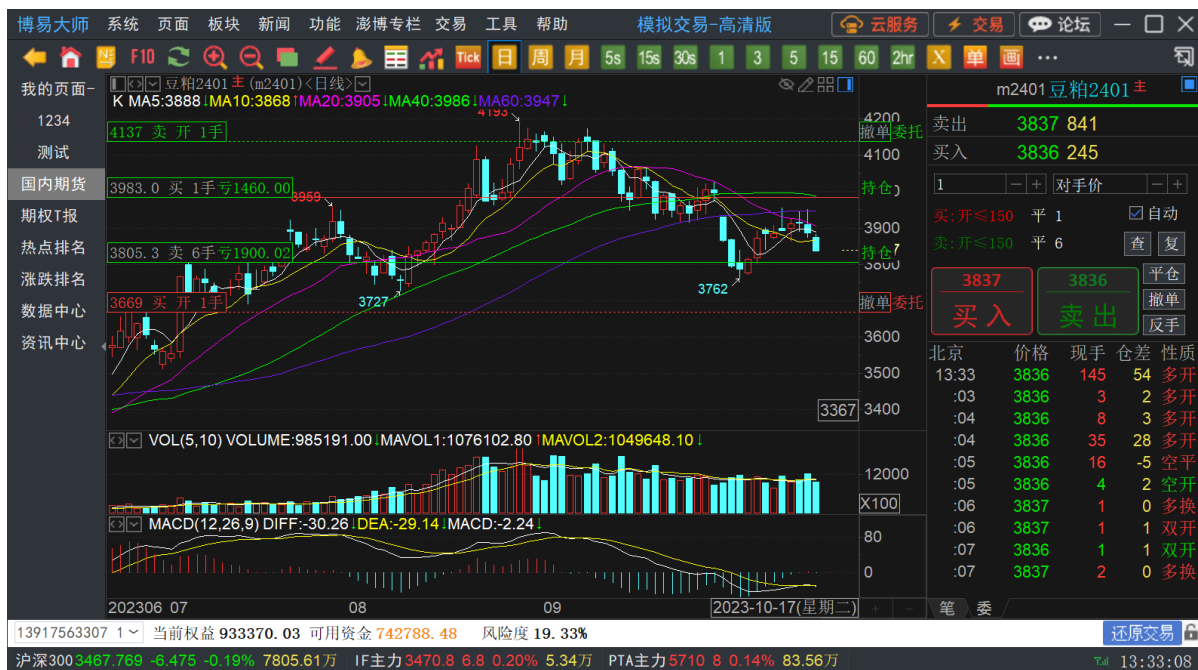 博易大师 系统 页面 板块 新闻 功能 澎博专栏 交易 工具 帮助 模拟交易-高清版 云服务 交易 论坛
F10 Tick 日 周 月 5s 15s 30s 1 3 5 15 60 2hr X 单 画 ···
我的页面-
1234
测试
国内期货
期权T报
热点排名
涨跌排名
数据中心
资讯中心
豆粕2401主 (m2401)<日线>
K MA5:3888↓MA10:3868↑MA20:3905↓MA40:3986↓MA60:3947↓
4193
4137 卖 开 1手
撤单 委托
3983.0 买 1手亏1460.00
持仓
3959
3805.3 卖 6手亏1900.02
持仓
3669 买 开 1手
撤单 委托
3727
3762
4200
4100
3900
3800
3600
3500
3400
3367
VOL(5,10) VOLUME:985191.00↓MAVOL1:1076102.80↑MAVOL2:1049648.10↓
12000
X100
MACD(12,26,9) DIFF:-30.26↓DEA:-29.14↓MACD:-2.24↓
80
0
202306 07 08 09 2023-10-17(星期二) + -
m2401豆粕2401主
卖出 3837 841
买入 3836 245
1 - + 对手价 - +
买:开≤150 平 1 自动
卖:开≤150 平 6 查 复
3837 买入
3836 卖出
平仓
撤单
反手
北京 价格 现手 仓差 性质
13:33 3836 145 54 多开
:03 3836 3 2 多开
:04 3836 8 3 多开
:04 3836 35 28 多开
:05 3836 16 -5 空平
:05 3836 4 2 空开
:06 3837 1 0 多换
:06 3837 1 1 双开
:07 3836 1 1 双开
:07 3837 2 0 多换
笔 委
13917563307 1 当前权益 933370.03 可用资金 742788.48 风险度 19.33% 还原交易
沪深300 3467.769 -6.475 -0.19% 7805.61万 IF主力 3470.8 6.8 0.20% 5.34万 PTA主力 5710 8 0.14% 83.56万 13:33:08